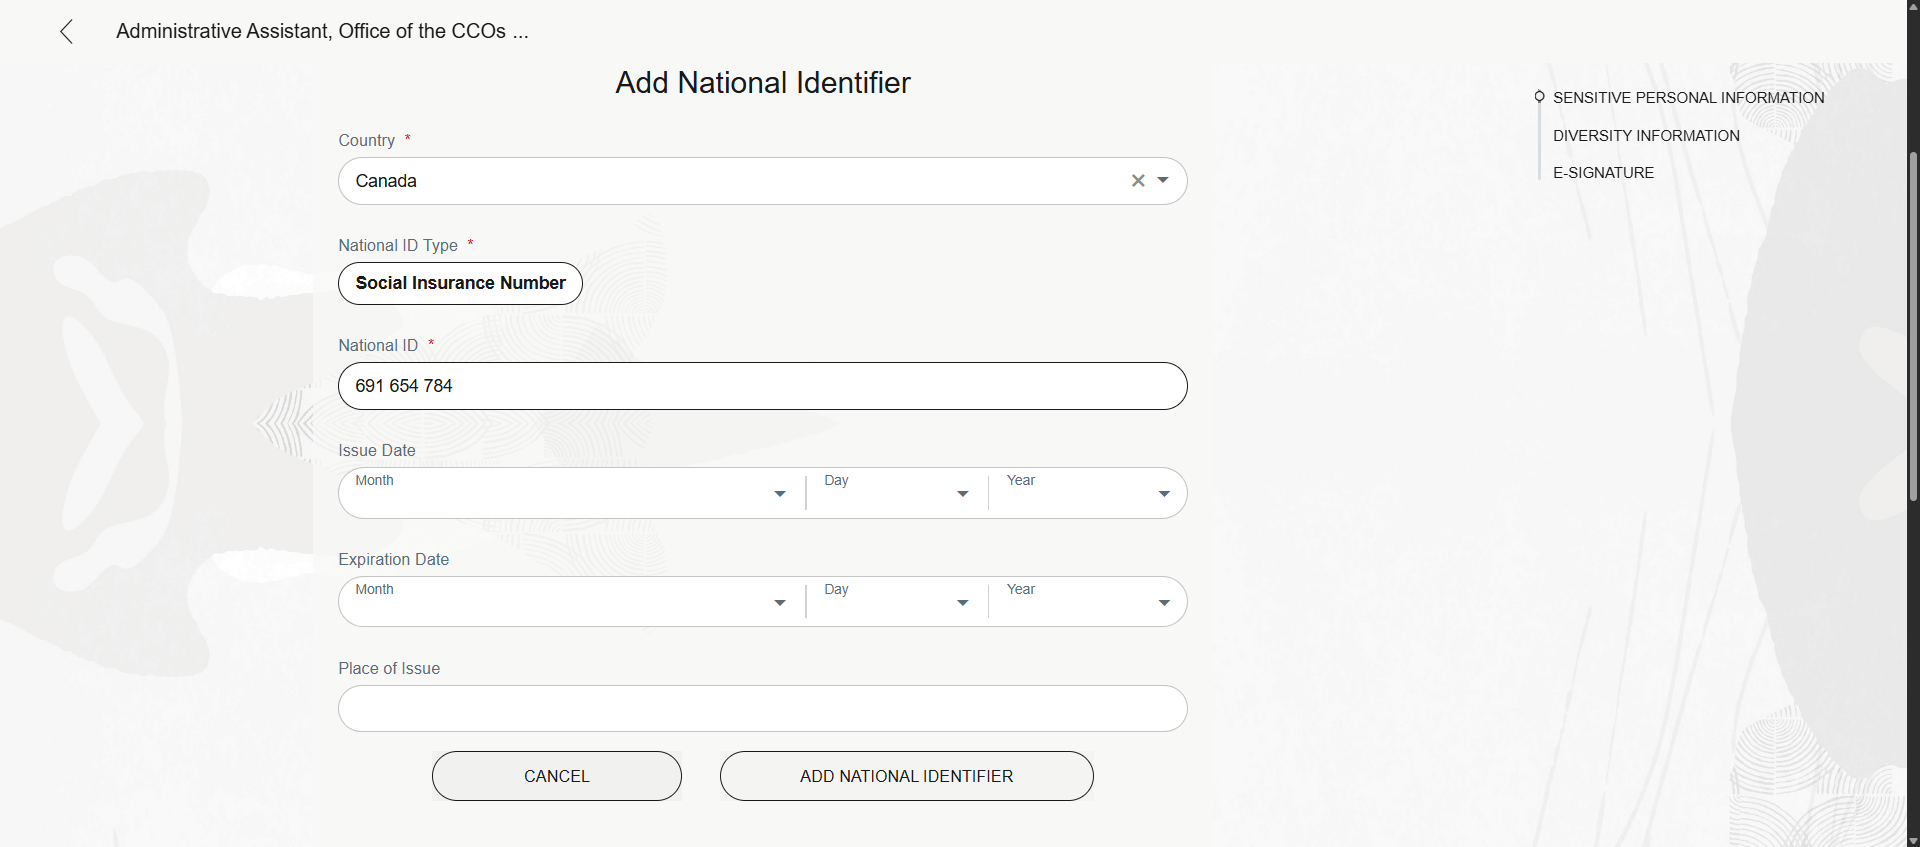 Administrative Assistant, Office of the CCOs ...
Add National Identifier
SENSITIVE PERSONAL INFORMATION
DIVERSITY INFORMATION
E-SIGNATURE
Country *
Canada
National ID Type *
Social Insurance Number
National ID *
691 654 784
Issue Date
Month Day Year
Expiration Date
Month Day Year
Place of Issue
CANCEL ADD NATIONAL IDENTIFIER